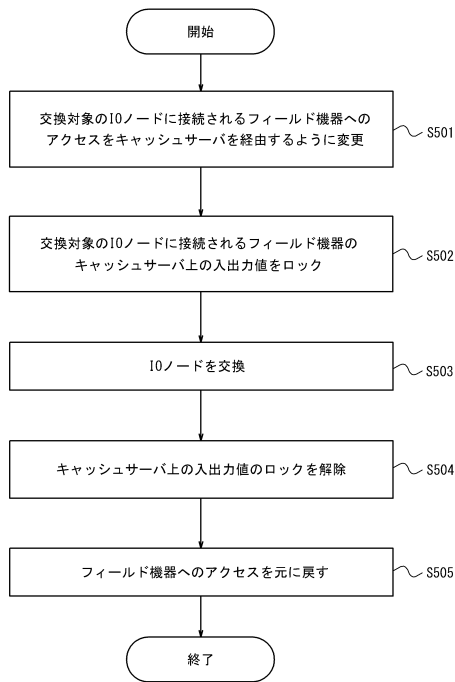 開始
交換対象のIOノードに接続されるフィールド機器への
アクセスをキャッシュサーバを経由するように変更
S501
交換対象のIOノードに接続されるフィールド機器の
キャッシュサーバ上の入出力値をロック
S502
IOノードを交換
S503
キャッシュサーバ上の入出力値のロックを解除
S504
フィールド機器へのアクセスを元に戻す
S505
終了